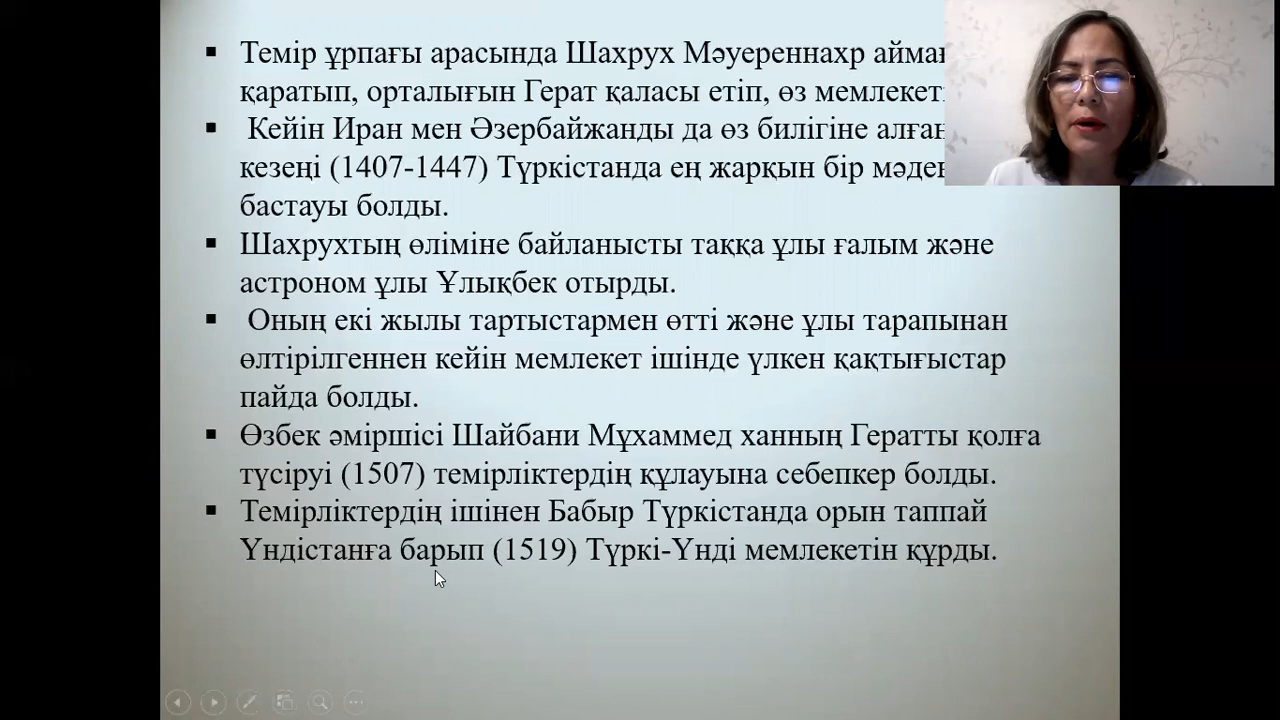 ▪ Темір ұрпағы арасында Шахрух Мәуереннахр
қаратып, орталығын Герат қаласы етіп, өз
▪ Кейін Иран мен Әзербайжанды да өз билігіне
кезеңі (1407-1447) Түркістанда ең жарқын бір
бастауы болды.
▪ Шахрухтың өліміне байланысты таққа ұлы ғалым және
астроном ұлы Ұлықбек отырды.
▪ Оның екі жылы тартыстармен өтті және ұлы тарапынан
өлтірілгеннен кейін мемлекет ішінде үлкен қақтығыстар
пайда болды.
▪ Өзбек әміршісі Шайбани Мұхаммед ханның Гератты қолға
түсіруі (1507) темірліктердің құлауына себепкер болды.
▪ Темірліктердің ішінен Бабыр Түркістанда орын таппай
Үндістанға барып (1519) Түркі-Үнді мемлекетін құрды.